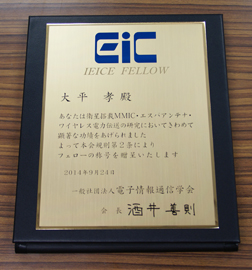 EiC
IEICE FELLOW
大平 孝 殿
あなたは衛星搭載MMIC・エスパアンテナ・
ワイヤレス電力伝送の研究においてきわめて
顕著な功績をあげられました
よって本会規則第2条により
フェローの称号を贈呈いたします
2014年9月24日
一般社団法人 電子情報通信学会
会長 酒井善則